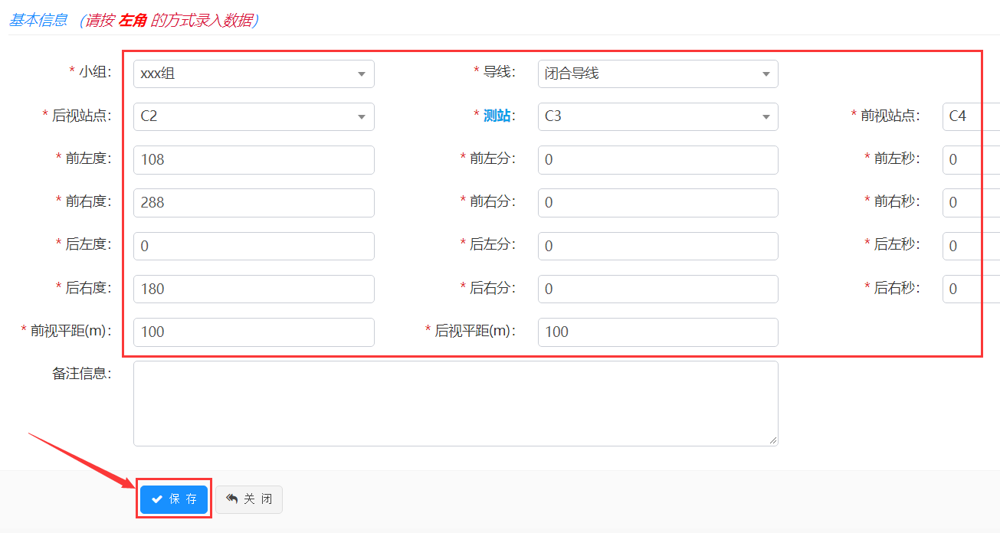 基本信息 (请按 左角 的方式录入数据)
* 小组: xxx组 * 导线: 闭合导线
* 后视站点: C2 * 测站: C3 * 前视站点: C4
* 前左度: 108 * 前左分: 0 * 前左秒: 0
* 前右度: 288 * 前右分: 0 * 前右秒: 0
* 后左度: 0 * 后左分: 0 * 后左秒: 0
* 后右度: 180 * 后右分: 0 * 后右秒: 0
* 前视平距(m): 100 * 后视平距(m): 100
备注信息:
保 存 关 闭